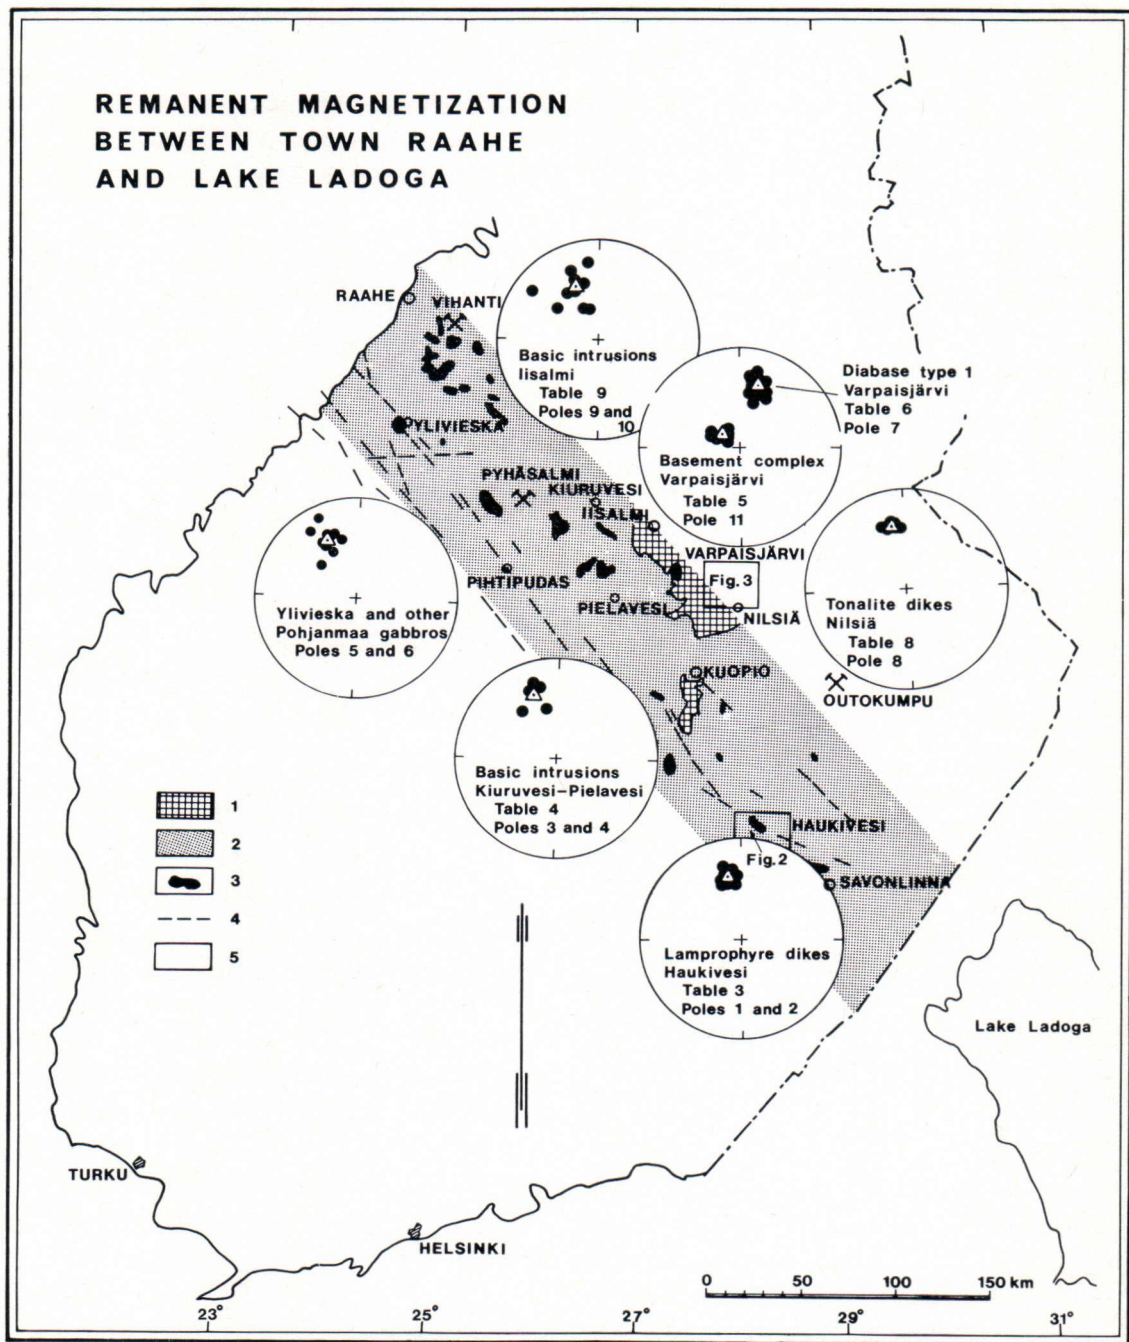 REMANENT MAGNETIZATION
BETWEEN TOWN RAAHE
AND LAKE LADOGA
RAAHE
VIHANTI
Basic intrusions
Iisalmi
Table 9
Poles 9 and
10
Diabase type 1
Varpaisjärvi
Table 6
Pole 7
YLIVIESKA
Basement complex
Varpaisjärvi
Table 5
Pole 11
PYHÄSALMI
KIURUVESI
IISALMI
VARPAISJÄRVI
Fig.3
PIHTIPUDAS
PIELAVESI
NILSIÄ
Tonalite dikes
Nilsiä
Table 8
Pole 8
Ylivieska and other
Pohjanmaa gabbros
Poles 5 and 6
KUOPIO
OUTOKUMPU
Basic intrusions
Kiuruvesi-Pielavesi
Table 4
Poles 3 and 4
1
2
3
4
5
HAUKIVESI
Fig.2
SAVONLINNA
Lamprophyre dikes
Haukivesi
Table 3
Poles 1 and 2
Lake Ladoga
TURKU
HELSINKI
0 50 100 150 km
23° 25° 27° 29° 31°